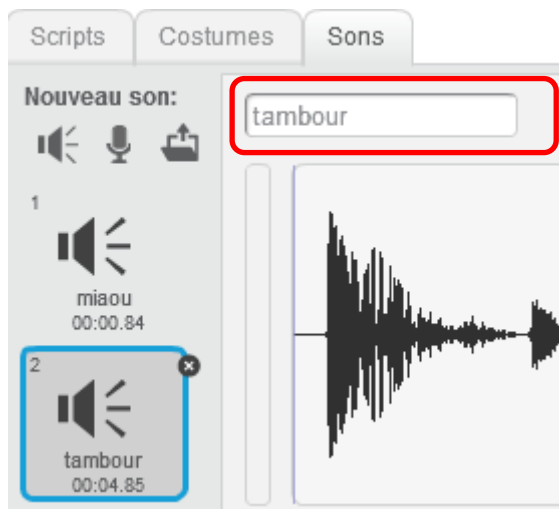 Scripts Costumes Sons
Nouveau son:
tambour
1
miaou
00:00.84
2
tambour
00:04.85